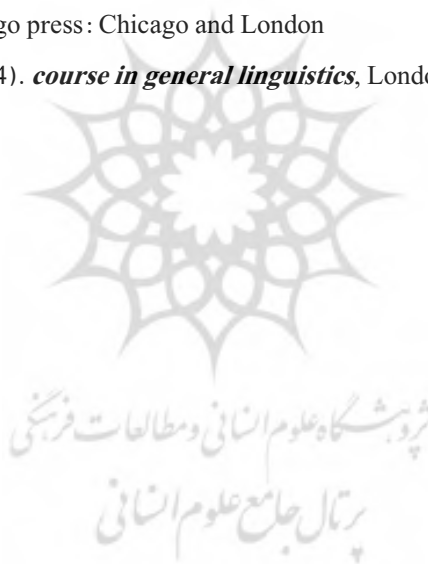 go press: Chicago and London
4). course in general linguistics, Londo
پژوهشگاه علوم انسانی و مطالعات فرهنگی
پرتال جامع علوم انسانی